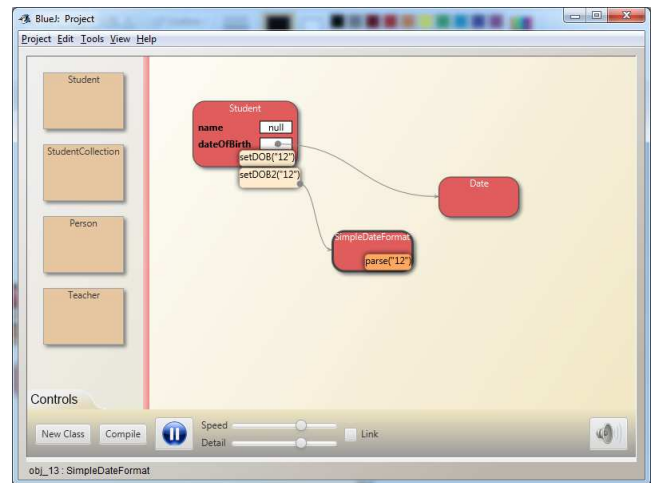 BlueJ: Project
Project Edit Tools View Help
Student
StudentCollection
Person
Teacher
Student
name null
dateOfBirth
setDOB("12")
setDOB2("12")
Date
SimpleDateFormat
parse("12")
Controls
New Class Compile
Speed
Detail
Link
obj_13 : SimpleDateFormat